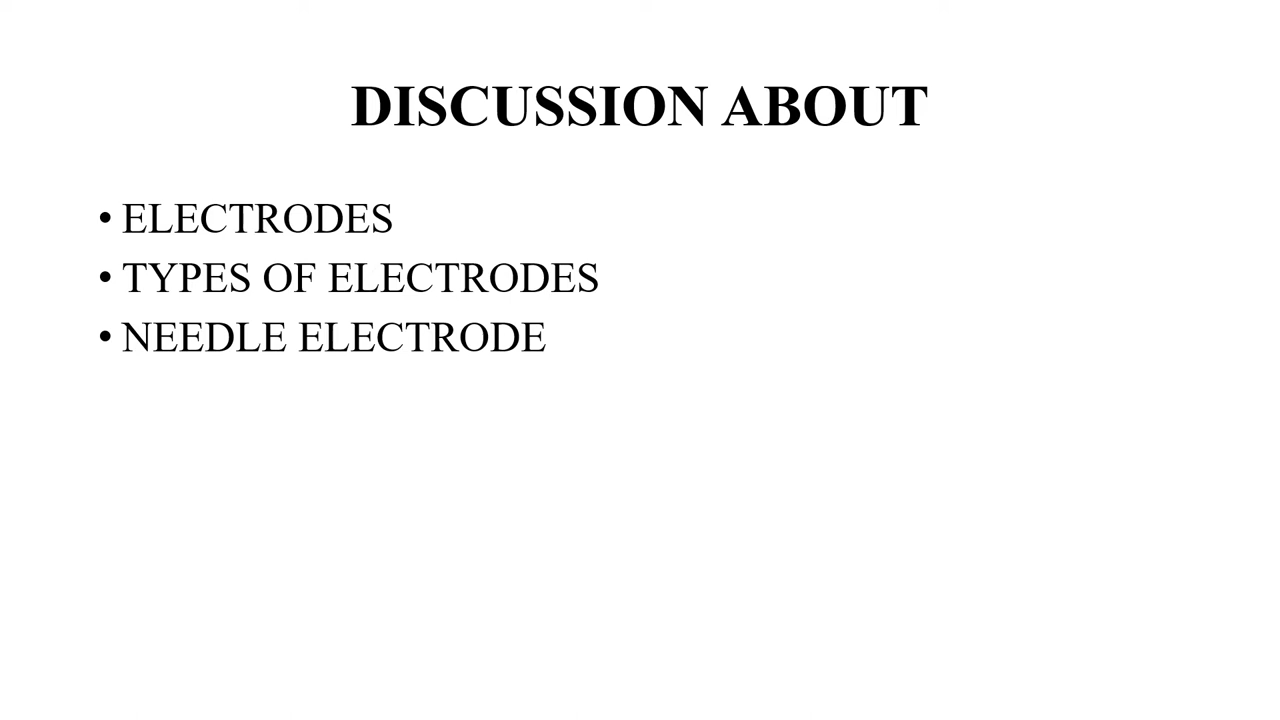 DISCUSSION ABOUT
• ELECTRODES
• TYPES OF ELECTRODES
• NEEDLE ELECTRODE